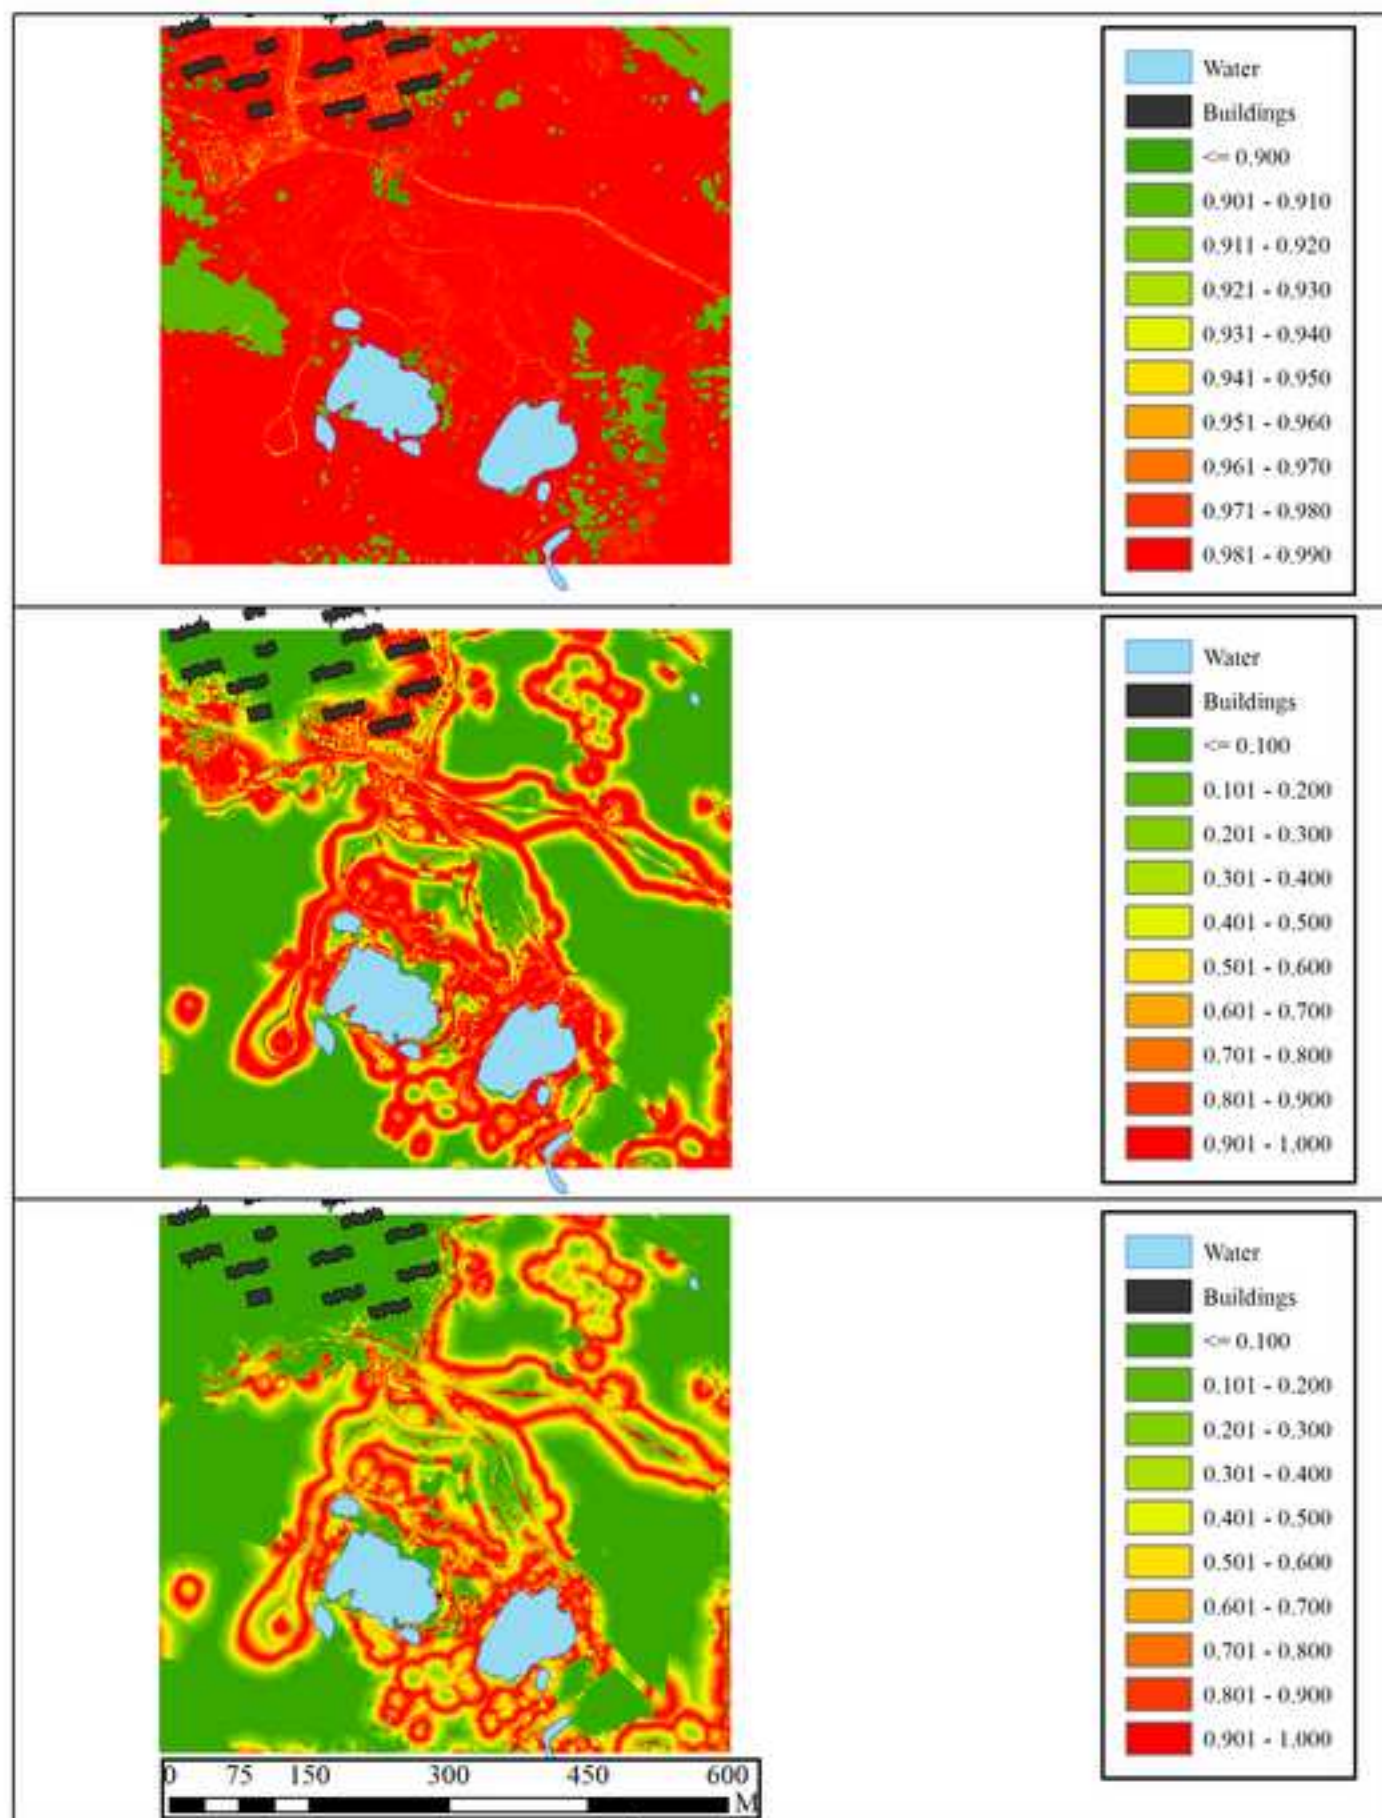 Water
Buildings
<= 0.900
0.901 - 0.910
0.911 - 0.920
0.921 - 0.930
0.931 - 0.940
0.941 - 0.950
0.951 - 0.960
0.961 - 0.970
0.971 - 0.980
0.981 - 0.990
Water
Buildings
<= 0.100
0.101 - 0.200
0.201 - 0.300
0.301 - 0.400
0.401 - 0.500
0.501 - 0.600
0.601 - 0.700
0.701 - 0.800
0.801 - 0.900
0.901 - 1.000
Water
Buildings
<= 0.100
0.101 - 0.200
0.201 - 0.300
0.301 - 0.400
0.401 - 0.500
0.501 - 0.600
0.601 - 0.700
0.701 - 0.800
0.801 - 0.900
0.901 - 1.000
0 75 150 300 450 600
M